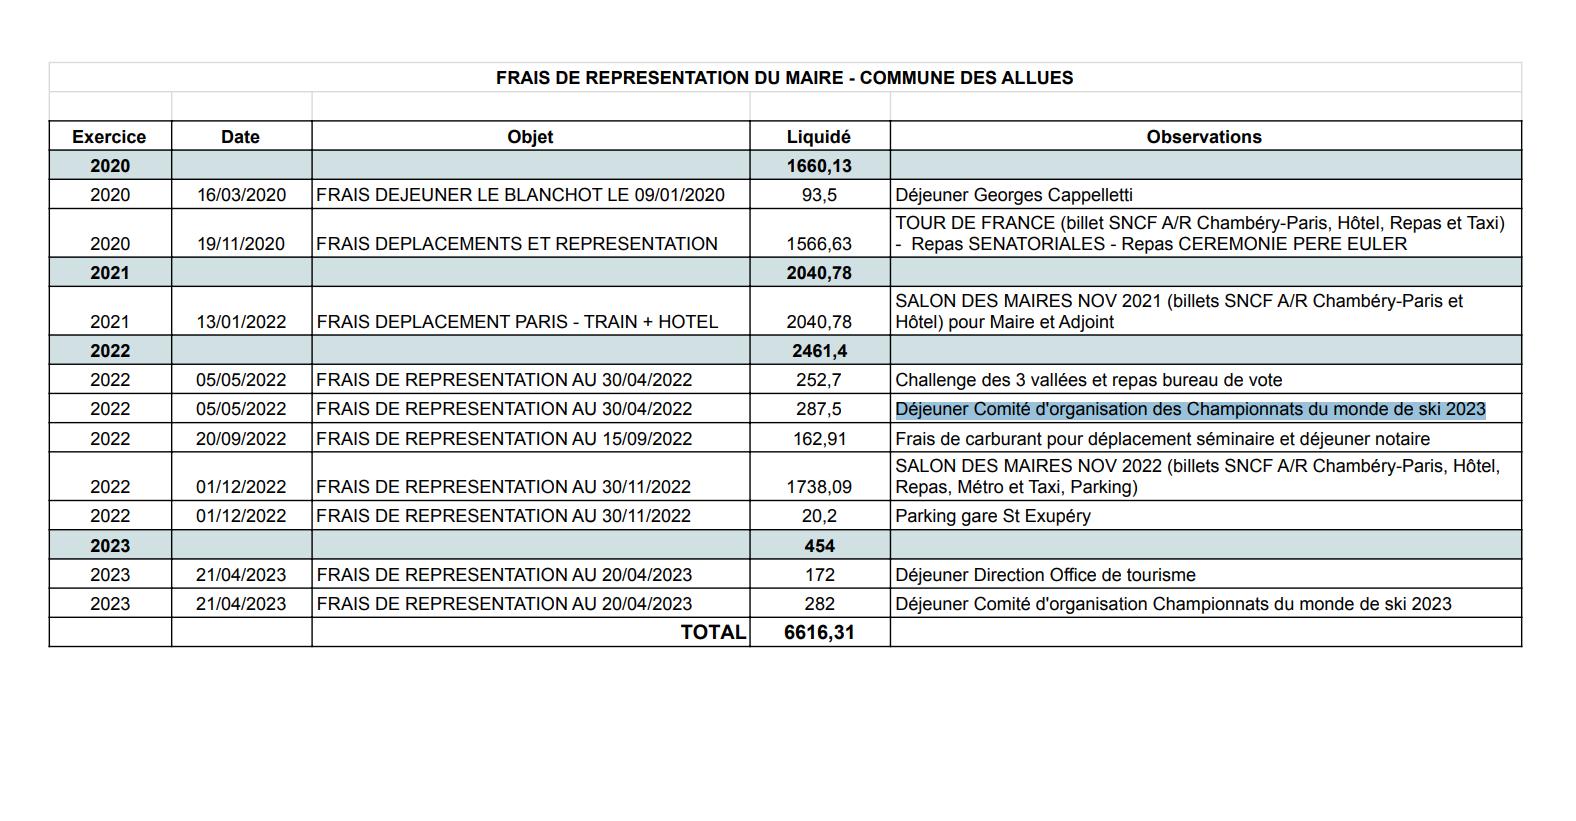 FRAIS DE REPRESENTATION DU MAIRE - COMMUNE DES ALLUES
Exercice Date Objet Liquidé Observations
2020 1660,13
2020 16/03/2020 FRAIS DEJEUNER LE BLANCHOT LE 09/01/2020 93,5 Déjeuner Georges Cappelletti
TOUR DE FRANCE (billet SNCF A/R Chambéry-Paris, Hôtel, Repas et Taxi)
2020 19/11/2020 FRAIS DEPLACEMENTS ET REPRESENTATION 1566,63 - Repas SENATORIALES - Repas CEREMONIE PERE EULER
2021 2040,78
SALON DES MAIRES NOV 2021 (billets SNCF A/R Chambéry-Paris et
2021 13/01/2022 FRAIS DEPLACEMENT PARIS - TRAIN + HOTEL 2040,78 Hôtel) pour Maire et Adjoint
2022 2461,4
2022 05/05/2022 FRAIS DE REPRESENTATION AU 30/04/2022 252,7 Challenge des 3 vallées et repas bureau de vote
2022 05/05/2022 FRAIS DE REPRESENTATION AU 30/04/2022 287,5 Déjeuner Comité d'organisation des Championnats du monde de ski 2023
2022 20/09/2022 FRAIS DE REPRESENTATION AU 15/09/2022 162,91 Frais de carburant pour déplacement séminaire et déjeuner notaire
SALON DES MAIRES NOV 2022 (billets SNCF A/R Chambéry-Paris, Hôtel,
2022 01/12/2022 FRAIS DE REPRESENTATION AU 30/11/2022 1738,09 Repas, Métro et Taxi, Parking)
2022 01/12/2022 FRAIS DE REPRESENTATION AU 30/11/2022 20,2 Parking gare St Exupéry
2023 454
2023 21/04/2023 FRAIS DE REPRESENTATION AU 20/04/2023 172 Déjeuner Direction Office de tourisme
2023 21/04/2023 FRAIS DE REPRESENTATION AU 20/04/2023 282 Déjeuner Comité d'organisation Championnats du monde de ski 2023
TOTAL 6616,31